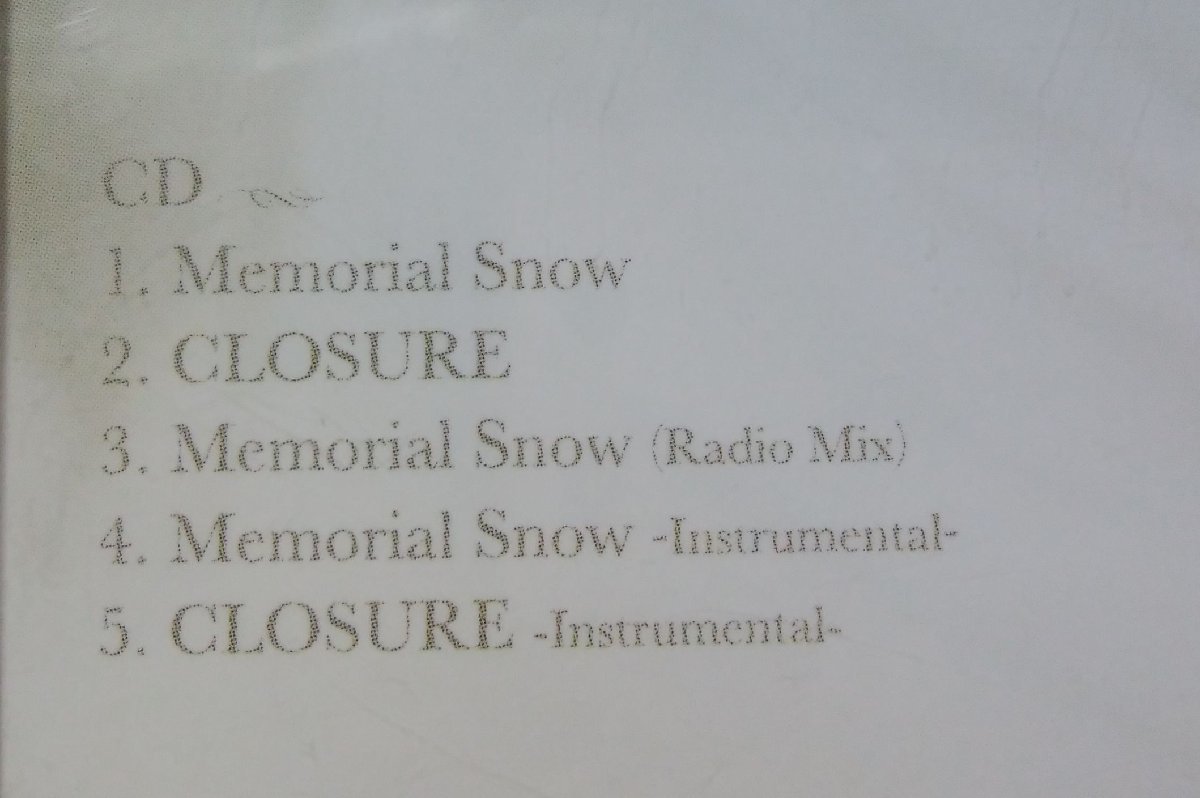 CD
1. Memorial Snow
2. CLOSURE
3. Memorial Snow (Radio Mix)
4. Memorial Snow -Instrumental-
5. CLOSURE -Instrumental-